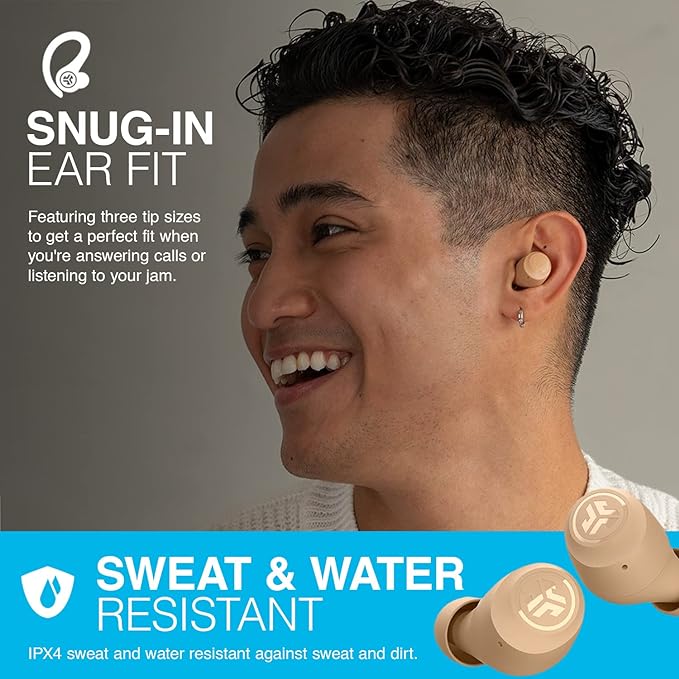 SNUG-IN
EAR FIT
Featuring three tip sizes
to get a perfect fit when
you're answering calls or
listening to your jam.
SWEAT & WATER
RESISTANT
IPX4 sweat and water resistant against sweat and dirt.